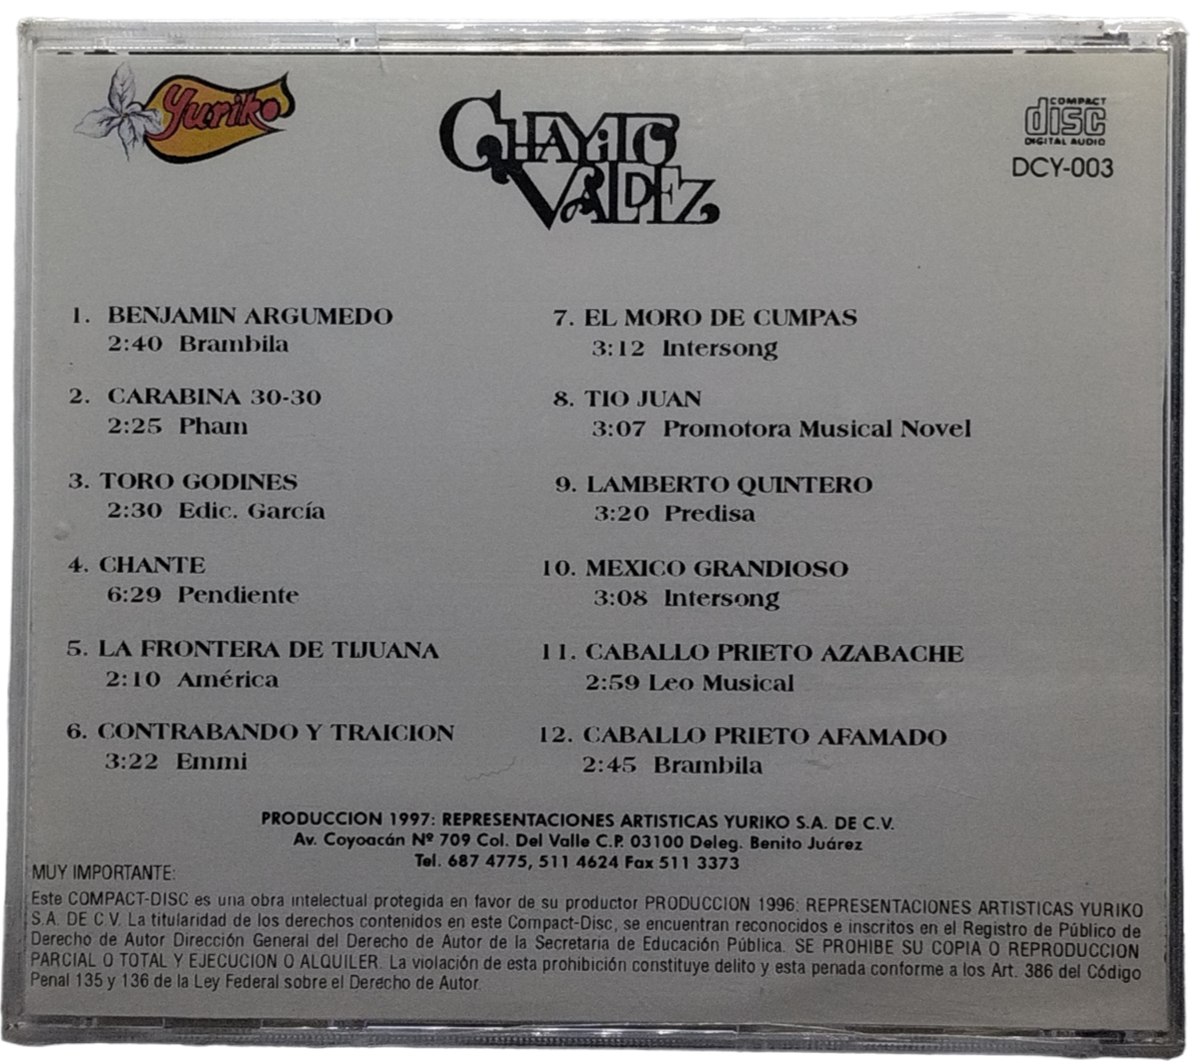 Yuriko
CHAYITO
VALDEZ
COMPACT
disc
DIGITAL AUDIO
DCY-003
1. BENJAMIN ARGUMEDO
2:40 Brambila
2. CARABINA 30-30
2:25 Pham
3. TORO GODINES
2:30 Edic. García
4. CHANTE
6:29 Pendiente
5. LA FRONTERA DE TIJUANA
2:10 América
6. CONTRABANDO Y TRAICION
3:22 Emmi
7. EL MORO DE CUMPAS
3:12 Intersong
8. TIO JUAN
3:07 Promotora Musical Novel
9. LAMBERTO QUINTERO
3:20 Predisa
10. MEXICO GRANDIOSO
3:08 Intersong
11. CABALLO PRIETO AZABACHE
2:59 Leo Musical
12. CABALLO PRIETO AFAMADO
2:45 Brambila
PRODUCCION 1997: REPRESENTACIONES ARTISTICAS YURIKO S.A. DE C.V.
Av. Coyoacán Nº 709 Col. Del Valle C.P. 03100 Deleg. Benito Juárez
Tel. 687 4775, 511 4624 Fax 511 3373
MUY IMPORTANTE:
Este COMPACT-DISC es una obra intelectual protegida en favor de su productor PRODUCCION 1996: REPRESENTACIONES ARTISTICAS YURIKO
S.A. DE C.V. La titularidad de los derechos contenidos en este Compact-Disc, se encuentran reconocidos e inscritos en el Registro de Público de
Derecho de Autor Dirección General del Derecho de Autor de la Secretaria de Educación Pública. SE PROHIBE SU COPIA O REPRODUCCION
PARCIAL O TOTAL Y EJECUCION O ALQUILER. La violación de esta prohibición constituye delito y esta penada conforme a los Art. 386 del Código
Penal 135 y 136 de la Ley Federal sobre el Derecho de Autor.